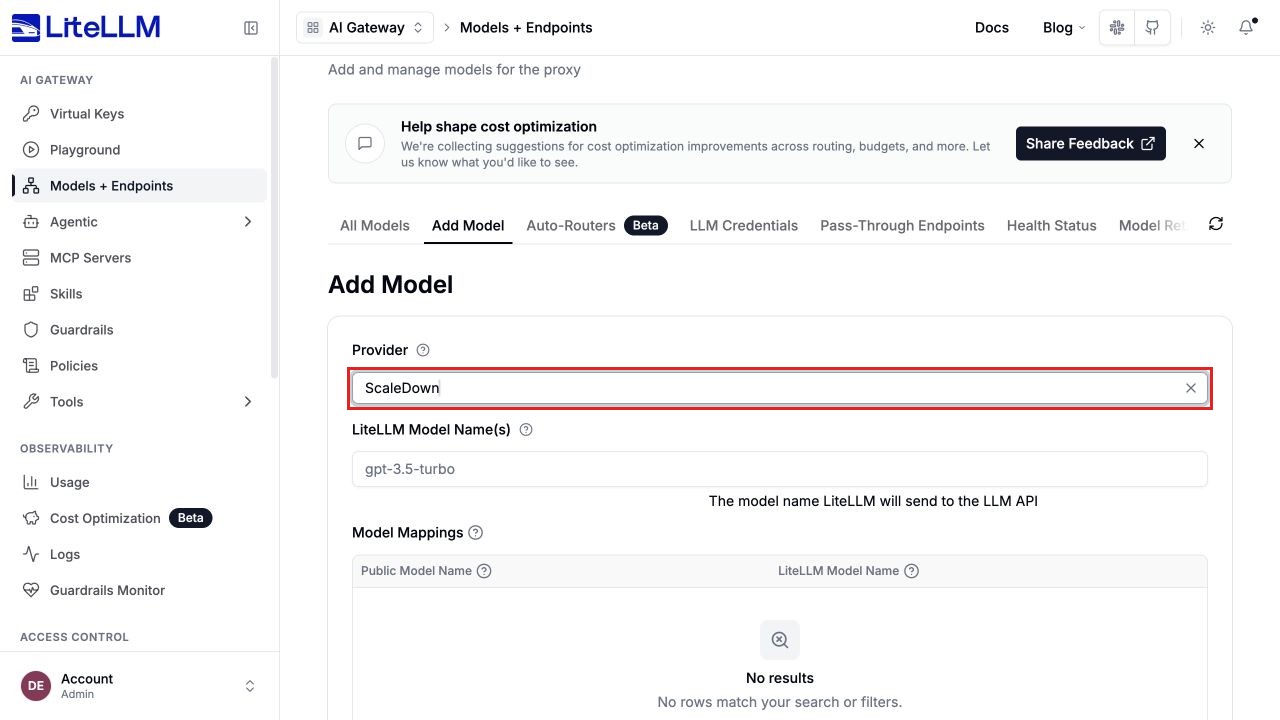 LiteLLM
AI Gateway
Models + Endpoints
Docs
Blog
AI GATEWAY
Virtual Keys
Playground
Models + Endpoints
Agentic
MCP Servers
Skills
Guardrails
Policies
Tools
OBSERVABILITY
Usage
Cost Optimization Beta
Logs
Guardrails Monitor
ACCESS CONTROL
DE
Account
Admin
Add and manage models for the proxy
Help shape cost optimization
We're collecting suggestions for cost optimization improvements across routing, budgets, and more. Let
us know what you'd like to see.
Share Feedback
All Models Add Model Auto-Routers Beta LLM Credentials Pass-Through Endpoints Health Status Model Ret
Add Model
Provider
ScaleDown
LiteLLM Model Name(s)
gpt-3.5-turbo
The model name LiteLLM will send to the LLM API
Model Mappings
Public Model Name LiteLLM Model Name
No results
No rows match your search or filters.